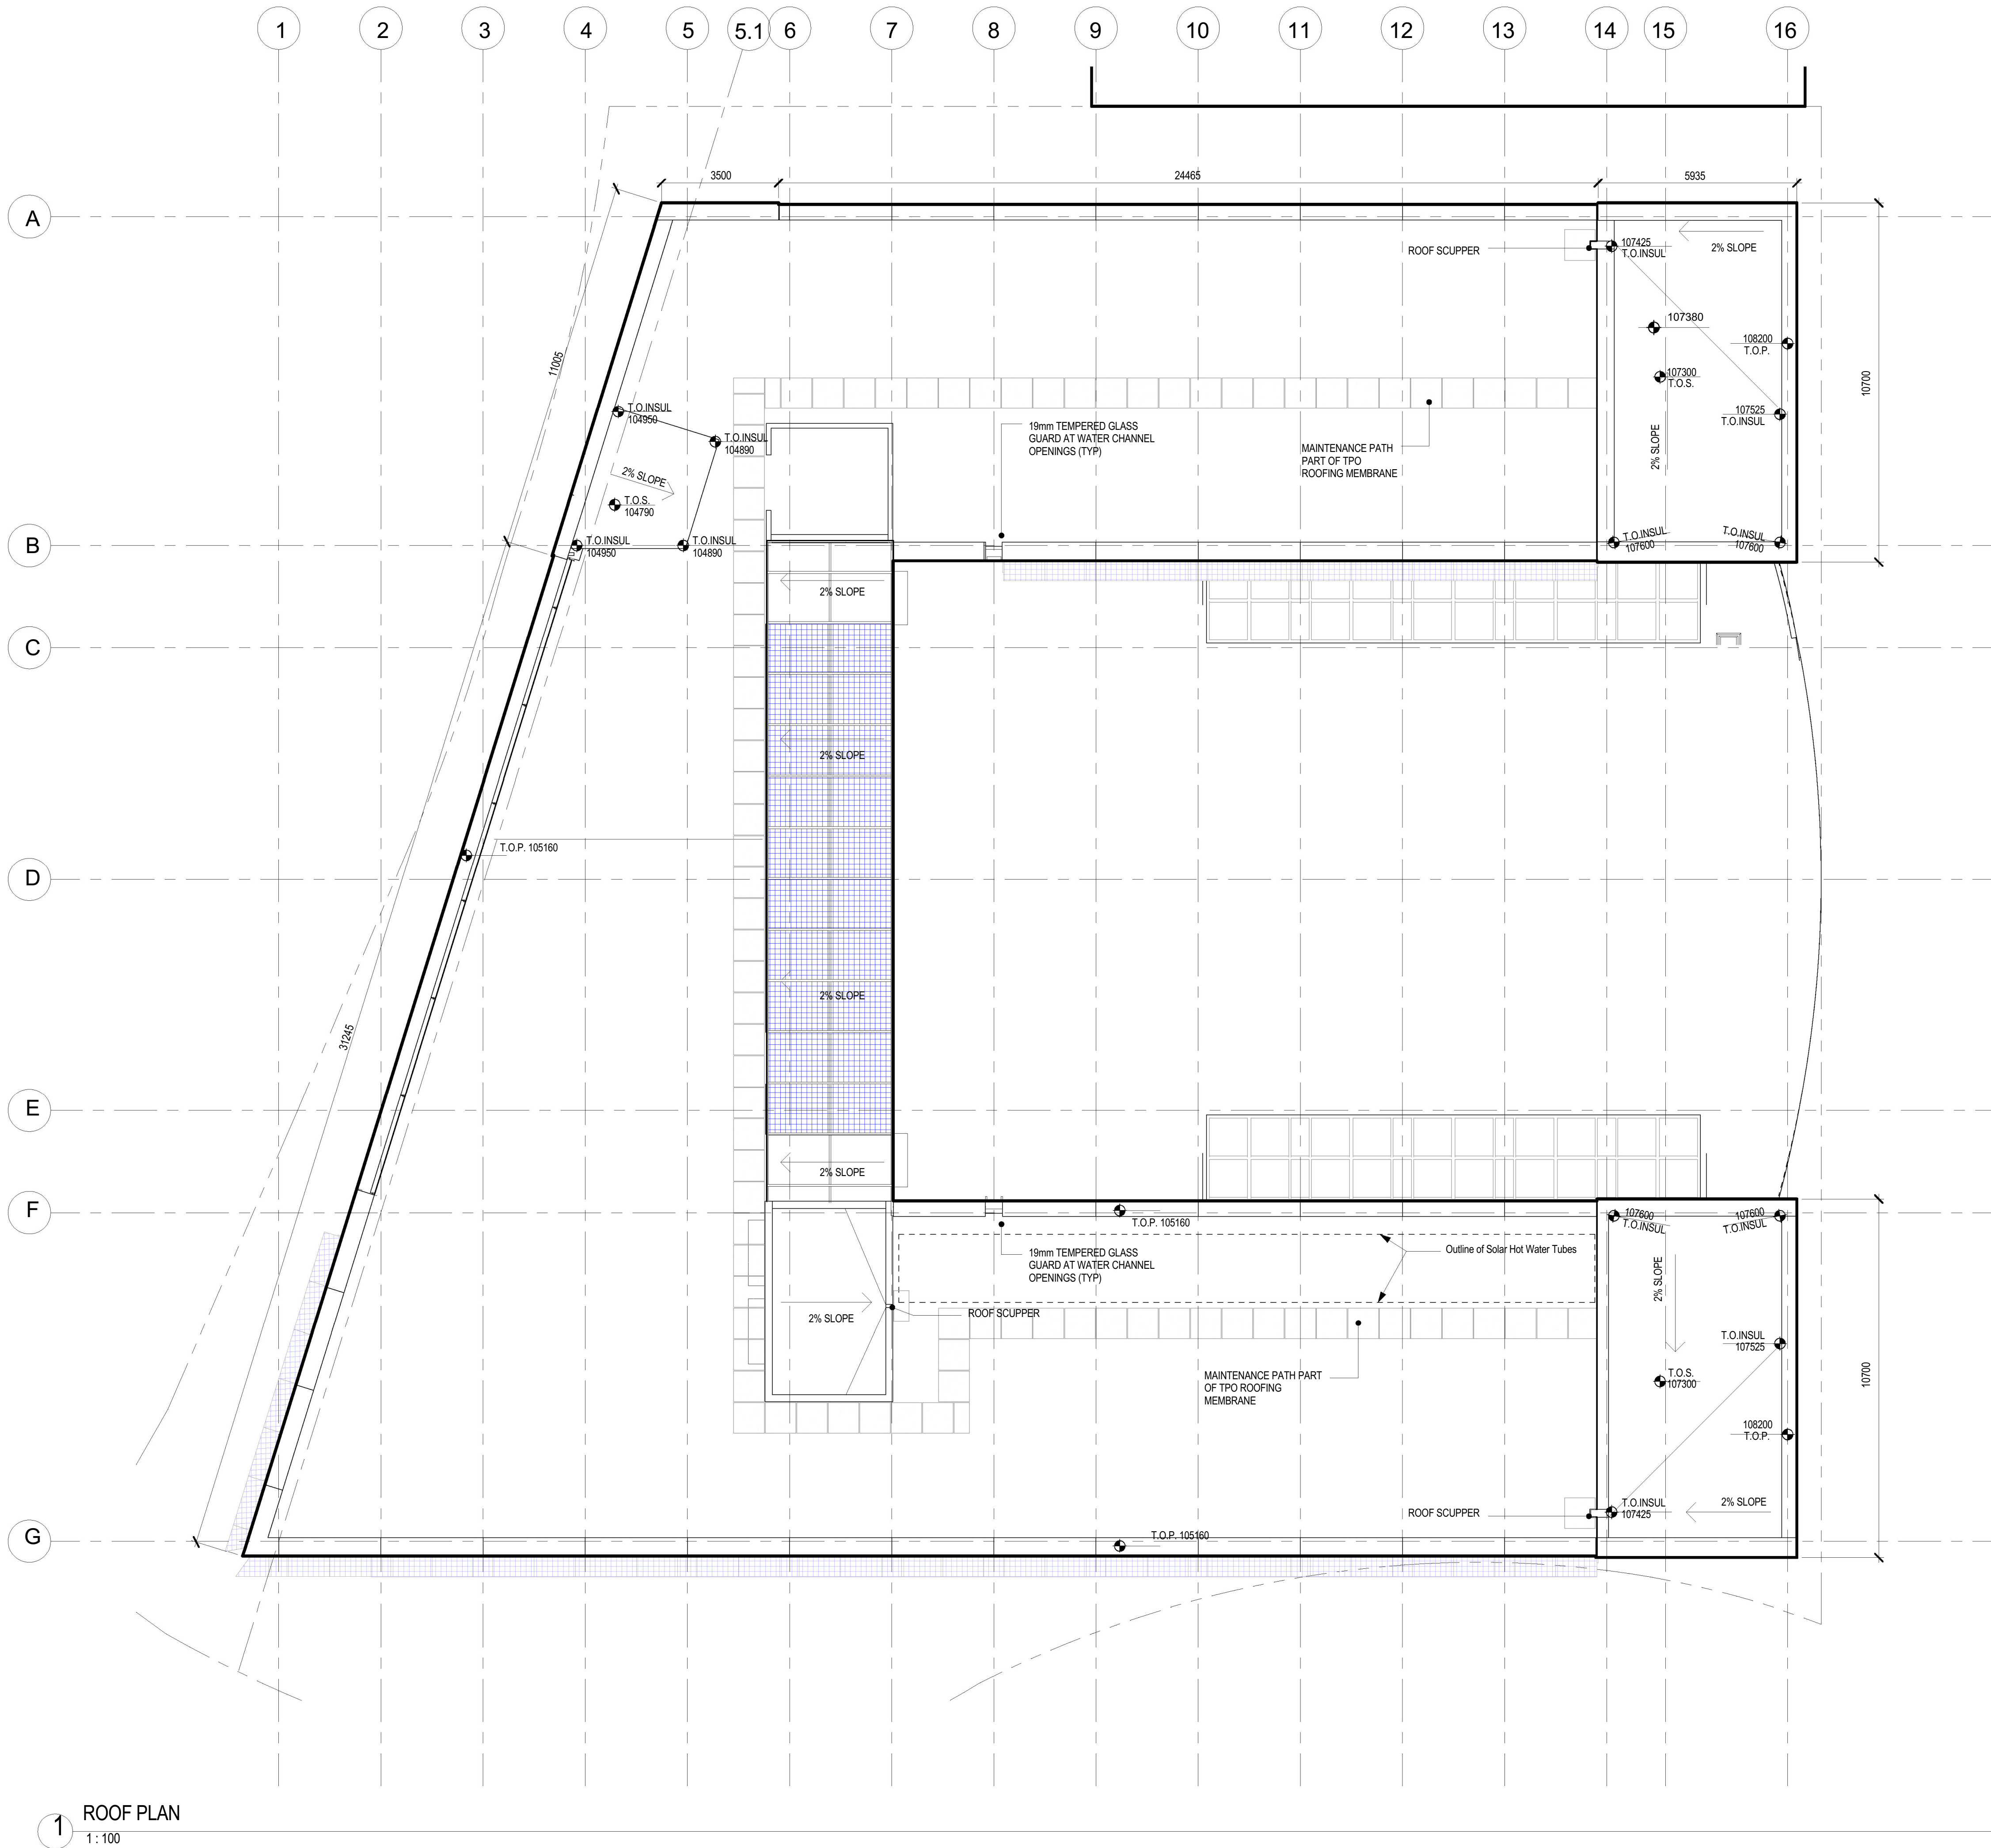 1 2 3 4 5 5.1 6 7 8 9 10 11 12 13 14 15 16
3500
24465
5935
A
ROOF SCUPPER
107425
T.O.INSUL
2% SLOPE
107380
108200
T.O.P.
11005
107300
T.O.S.
10700
T.O.INSUL
104950
107525
T.O.INSUL
19mm TEMPERED GLASS
GUARD AT WATER CHANNEL
OPENINGS (TYP)
T.O.INSUL
104890
MAINTENANCE PATH
PART OF TPO
ROOFING MEMBRANE
2% SLOPE
2% SLOPE
T.O.S.
104790
B
T.O.INSUL
104950
T.O.INSUL
104890
T.O.INSUL
107600
T.O.INSUL
107600
2% SLOPE
C
2% SLOPE
T.O.P. 105160
D
2% SLOPE
31245
E
2% SLOPE
F
T.O.P. 105160
107600
T.O.INSUL
107600
T.O.INSUL
19mm TEMPERED GLASS
GUARD AT WATER CHANNEL
OPENINGS (TYP)
Outline of Solar Hot Water Tubes
2% SLOPE
ROOF SCUPPER
2% SLOPE
T.O.INSUL
107525
MAINTENANCE PATH PART
OF TPO ROOFING
MEMBRANE
T.O.S.
107300
10700
108200
T.O.P.
T.O.INSUL
107425
2% SLOPE
ROOF SCUPPER
G
T.O.P. 105160
1
ROOF PLAN
1 : 100